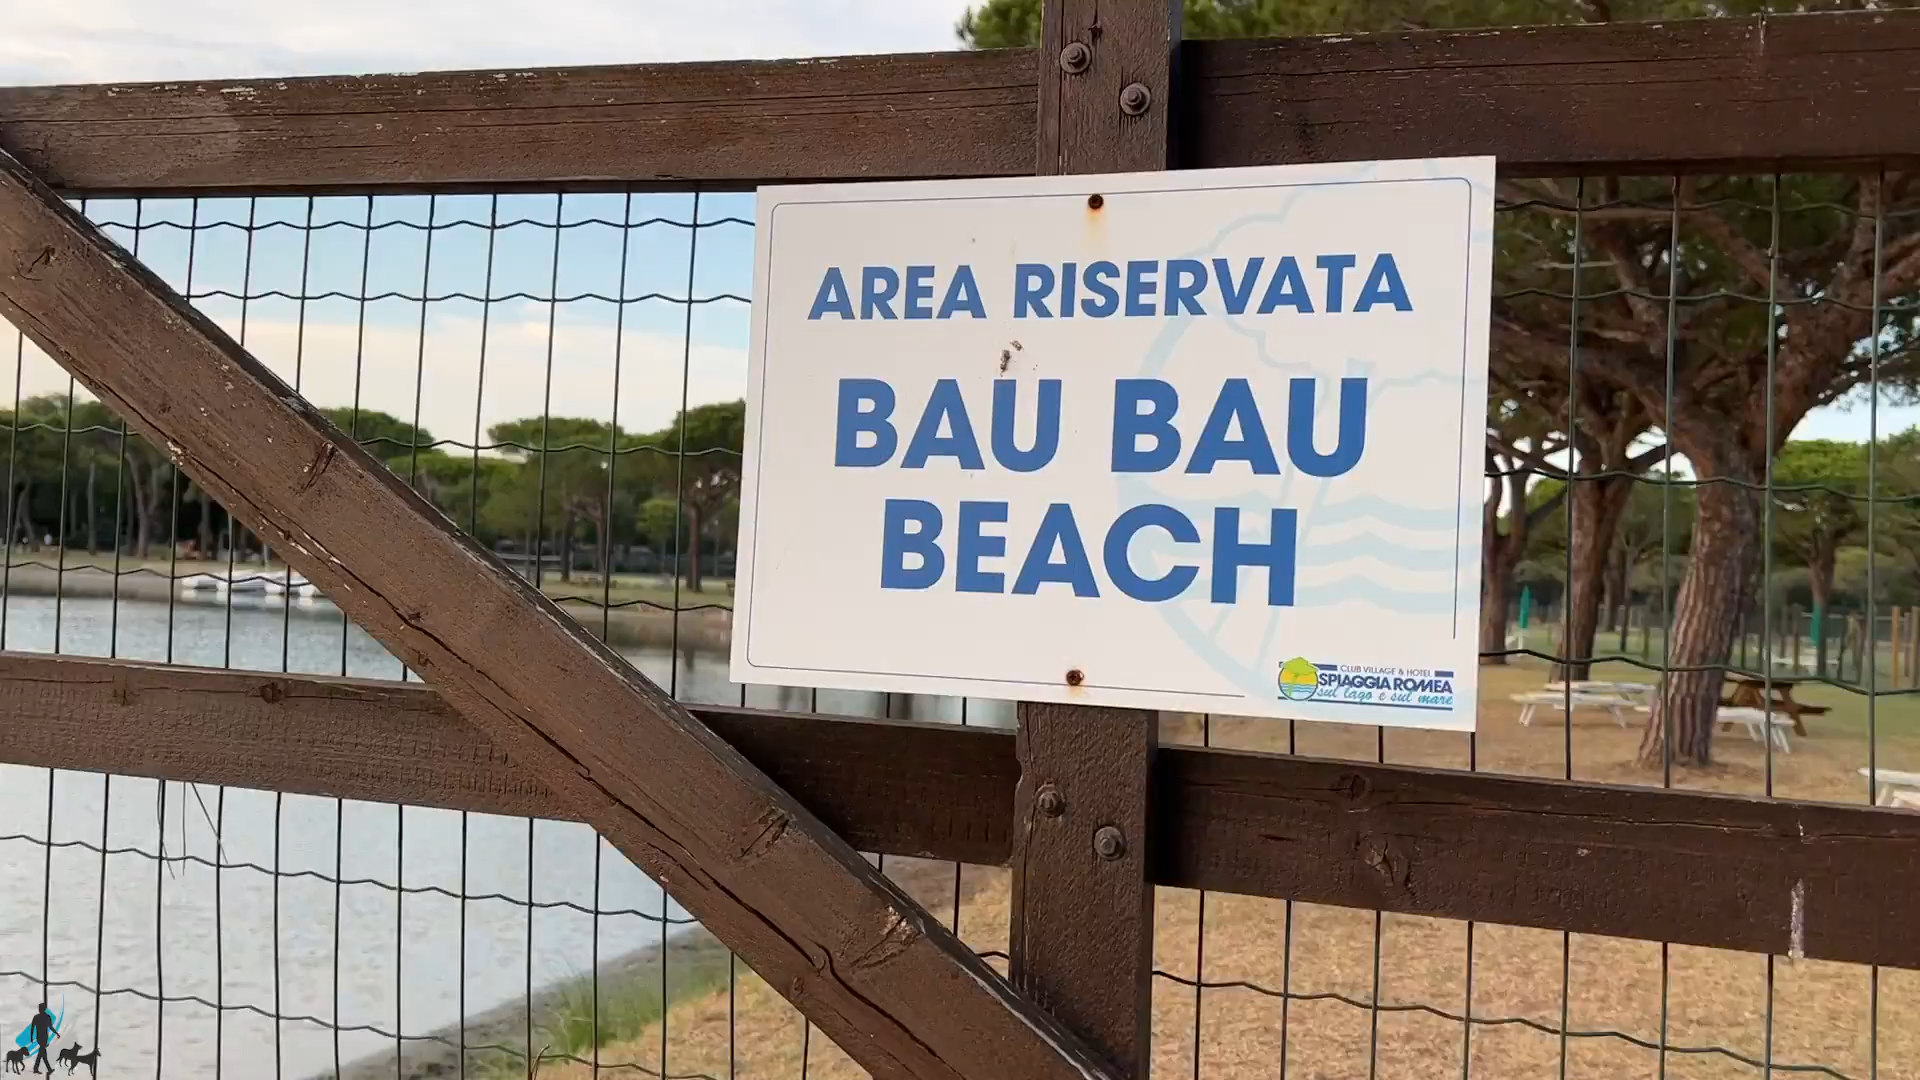 AREA RISERVATA
BAU BAU
BEACH
CLUB VILLAGE & HOTEL
SPIAGGIA ROMEA
sul lago e sul mare